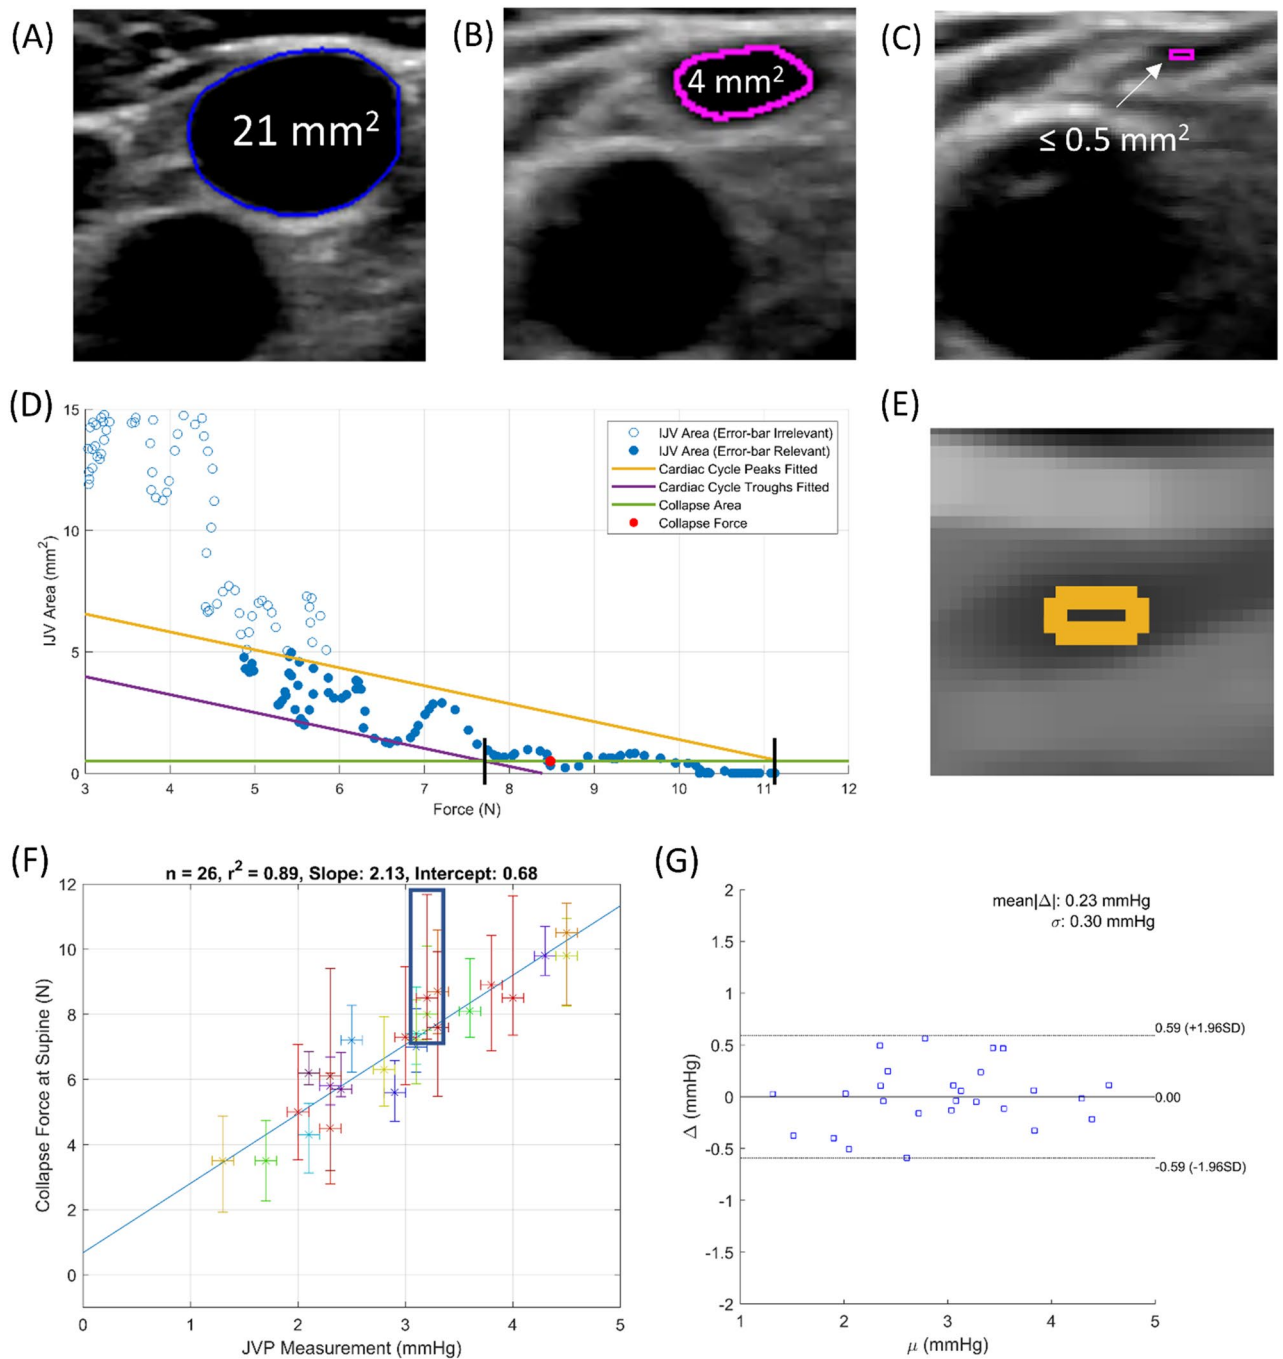 (A)
21 mm²
(B)
4 mm²
(C)
≤ 0.5 mm²
(D)
15
10
5
0
IJV Area (mm²)
3 4 5 6 7 8 9 10 11 12
Force (N)
IJV Area (Error-bar Irrelevant)
IJV Area (Error-bar Relevant)
Cardiac Cycle Peaks Fitted
Cardiac Cycle Troughs Fitted
Collapse Area
Collapse Force
(E)
(F)
n = 26, r² = 0.89, Slope: 2.13, Intercept: 0.68
12
10
8
6
4
2
0
Collapse Force at Supine (N)
0 1 2 3 4 5
JVP Measurement (mmHg)
(G)
2
1.5
1
0.5
0
-0.5
-1
-1.5
-2
Δ (mmHg)
mean|Δ|: 0.23 mmHg
σ: 0.30 mmHg
0.59 (+1.96SD)
0.00
-0.59 (-1.96SD)
1 2 3 4 5
μ (mmHg)